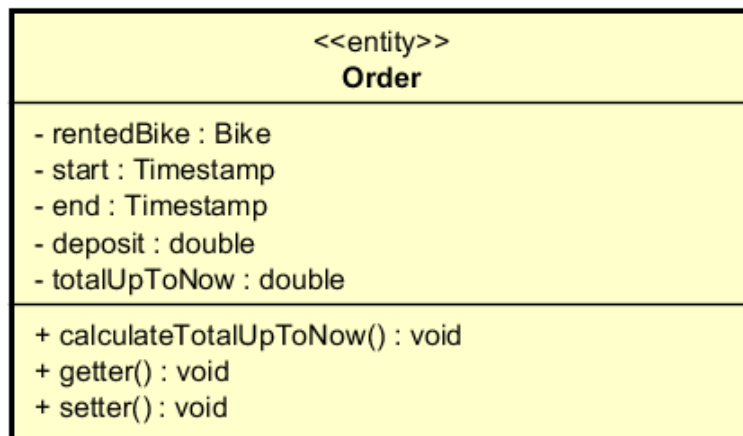 <<entity>>
Order
- rentedBike : Bike
- start : Timestamp
- end : Timestamp
- deposit : double
- totalUpToNow : double
+ calculateTotalUpToNow() : void
+ getter() : void
+ setter() : void